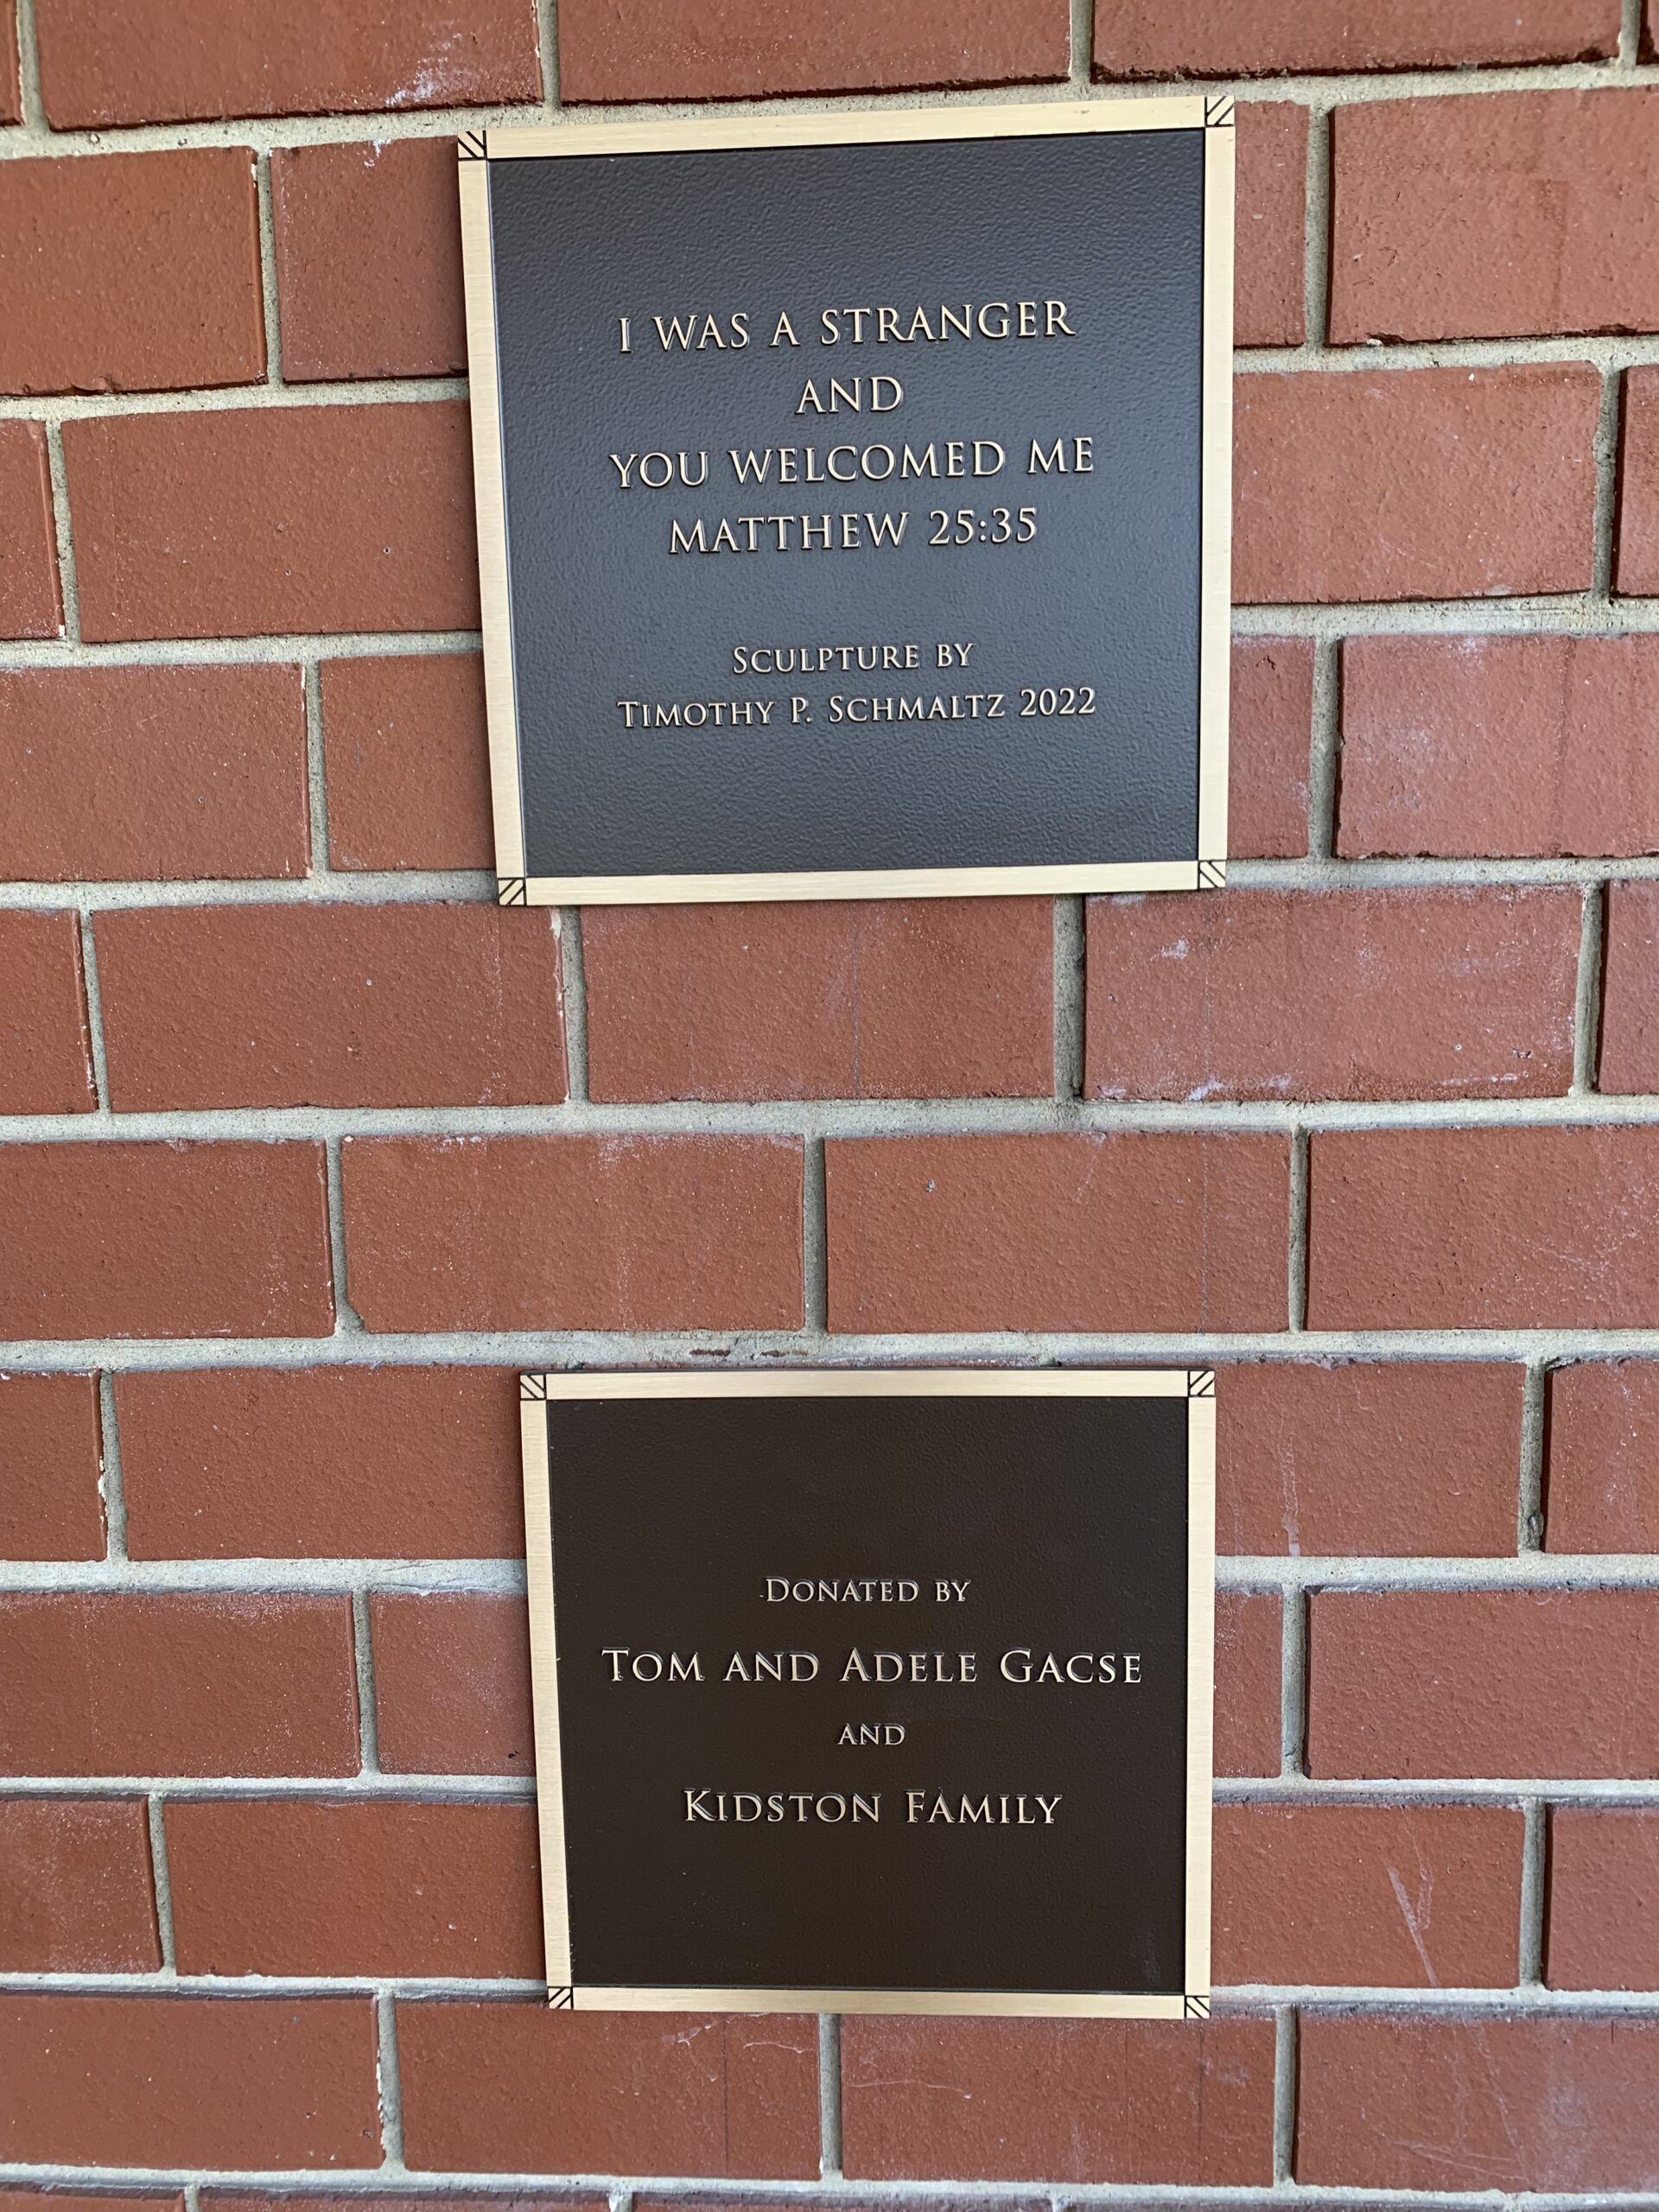 I WAS A STRANGER
AND
YOU WELCOMED ME
MATTHEW 25:35
SCULPTURE BY
TIMOTHY P. SCHMALTZ 2022
DONATED BY
TOM AND ADELE GACSE
AND
KIDSTON FAMILY